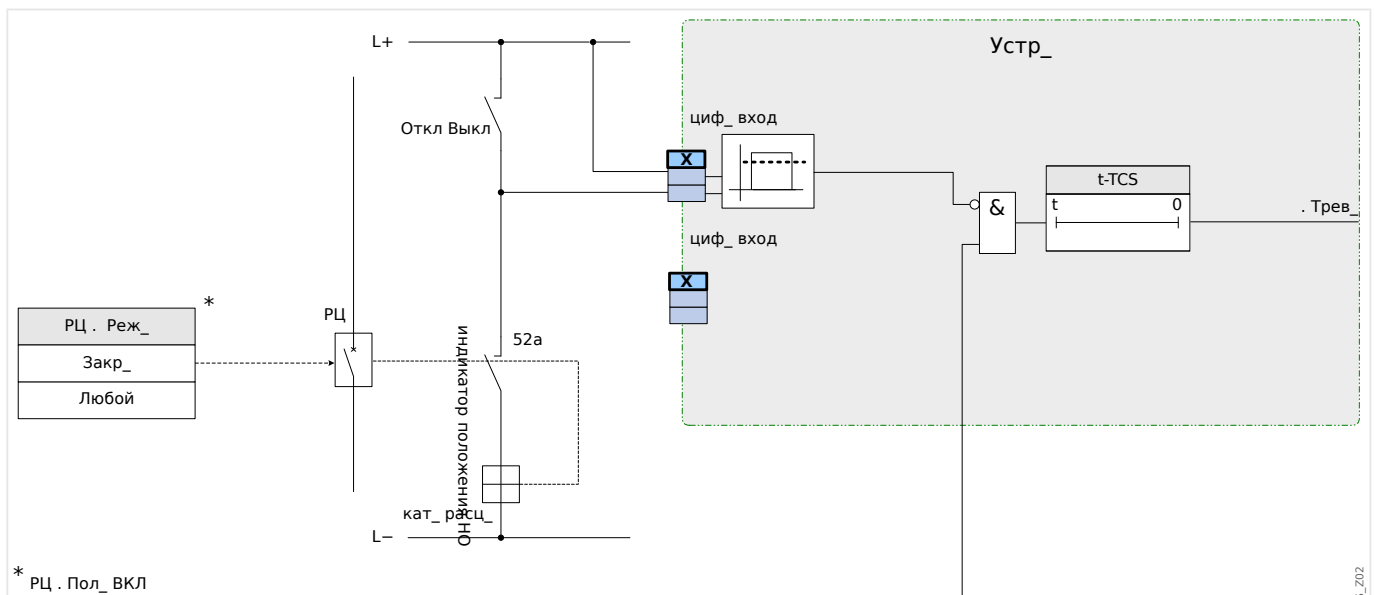 L+
Устр_
циф_ вход
Откл Выкл
X
t-TCS
&
t 0
. Трев_
циф_ вход
X
*
РЦ . Реж_
РЦ
Закр_
52a
Любой
индикатор положения НО
кат_ расц_
L−
* РЦ . Пол_ ВКЛ